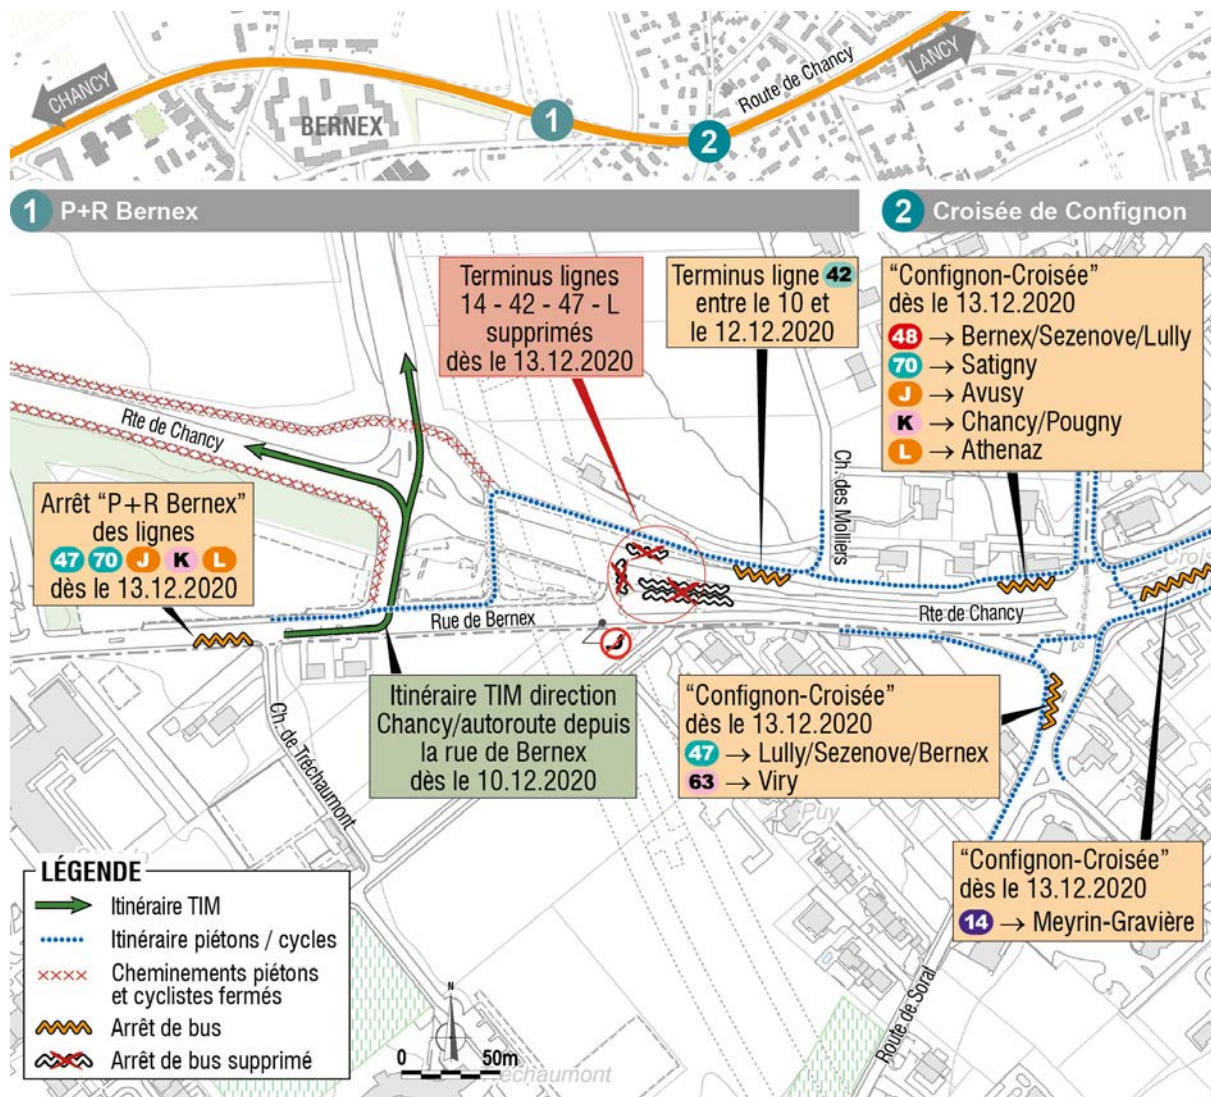 CHANCY
BERNEX
1
2
Route de Chancy
LANCY
1 P+R Bernex
2 Croisée de Confignon
Terminus lignes
14 - 42 - 47 - L
supprimés
dès le 13.12.2020
Terminus ligne 42
entre le 10 et
le 12.12.2020
"Confignon-Croisée"
dès le 13.12.2020
48 → Bernex/Sezenove/Lully
70 → Satigny
J → Avusy
K → Chancy/Pougny
L → Athenaz
Rte de Chancy
Arrêt "P+R Bernex"
des lignes
47 70 J K L
dès le 13.12.2020
Ch. des Molliers
Rue de Bernex
Rte de Chancy
Itinéraire TIM direction
Chancy/autoroute depuis
la rue de Bernex
dès le 10.12.2020
"Confignon-Croisée"
dès le 13.12.2020
47 → Lully/Sezenove/Bernex
63 → Viry
Ch. de Tréchaumont
Puy
"Confignon-Croisée"
dès le 13.12.2020
14 → Meyrin-Gravière
Route de Soral
LÉGENDE
Itinéraire TIM
Itinéraire piétons / cycles
Cheminements piétons
et cyclistes fermés
Arrêt de bus
Arrêt de bus supprimé
N
0 50m